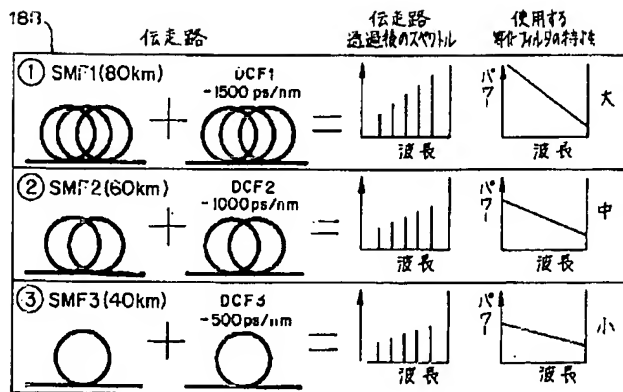 18B
伝走路
伝走路
透過後のスペクトル
使用する
等化フィルタの特性
① SMF1(80km)
+
DCF1
-1500 ps/nm
=
波長
パワー
波長
大
② SMF2(60km)
+
DCF2
-1000ps/nm
=
波長
パワー
波長
中
③ SMF3(40km)
+
DCF3
-500ps/nm
=
波長
パワー
波長
小